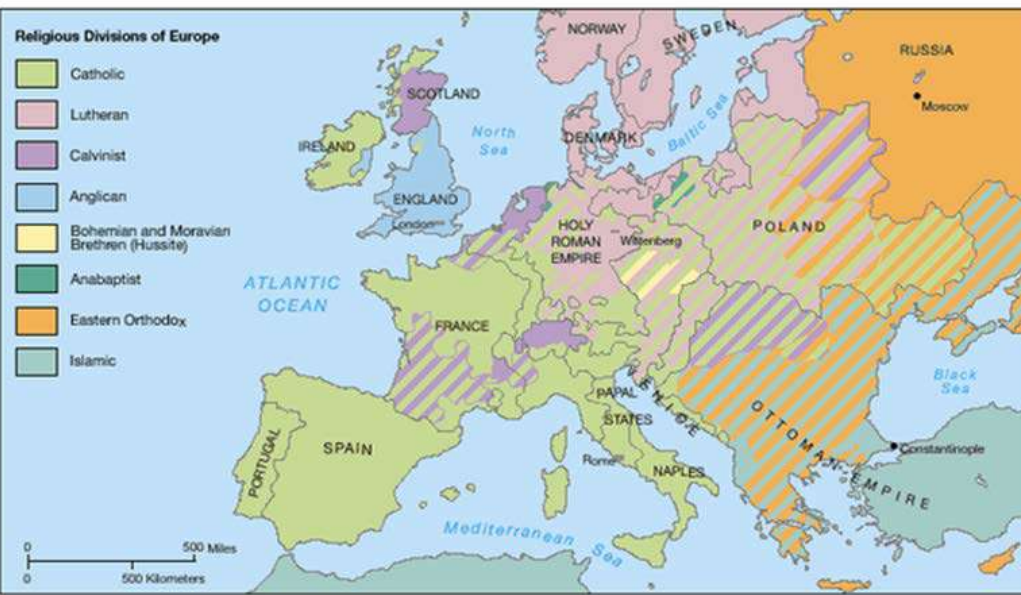 Religious Divisions of Europe
Catholic
Lutheran
Calvinist
Anglican
Bohemian and Moravian
Brethren (Hussite)
Anabaptist
Eastern Orthodox
Islamic
NORWAY
SWEDEN
RUSSIA
Moscow
SCOTLAND
North
Sea
DENMARK
Baltic Sea
IRELAND
ENGLAND
London
HOLY
ROMAN
EMPIRE
Wittenberg
POLAND
ATLANTIC
OCEAN
FRANCE
Black
Sea
VENICE
PAPAL
STATES
OTTOMAN EMPIRE
Constantinople
PORTUGAL
SPAIN
Rome
NAPLES
Mediterranean Sea
0
500 Miles
0
500 Kilometers